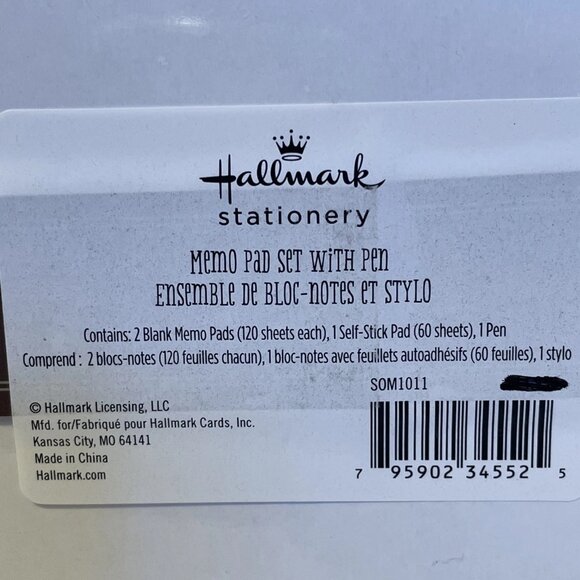 Hallmark
stationery
Memo Pad Set with Pen
Ensemble de bloc-notes et stylo
Contains: 2 Blank Memo Pads (120 sheets each), 1 Self-Stick Pad (60 sheets), 1 Pen
Comprend : 2 blocs-notes (120 feuilles chacun), 1 bloc-notes avec feuillets autoadhésifs (60 feuilles), 1 stylo
SOM1011
© Hallmark Licensing, LLC
Mfd. for/Fabriqué pour Hallmark Cards, Inc.
Kansas City, MO 64141
Made in China
Hallmark.com
7 95902 34552 5